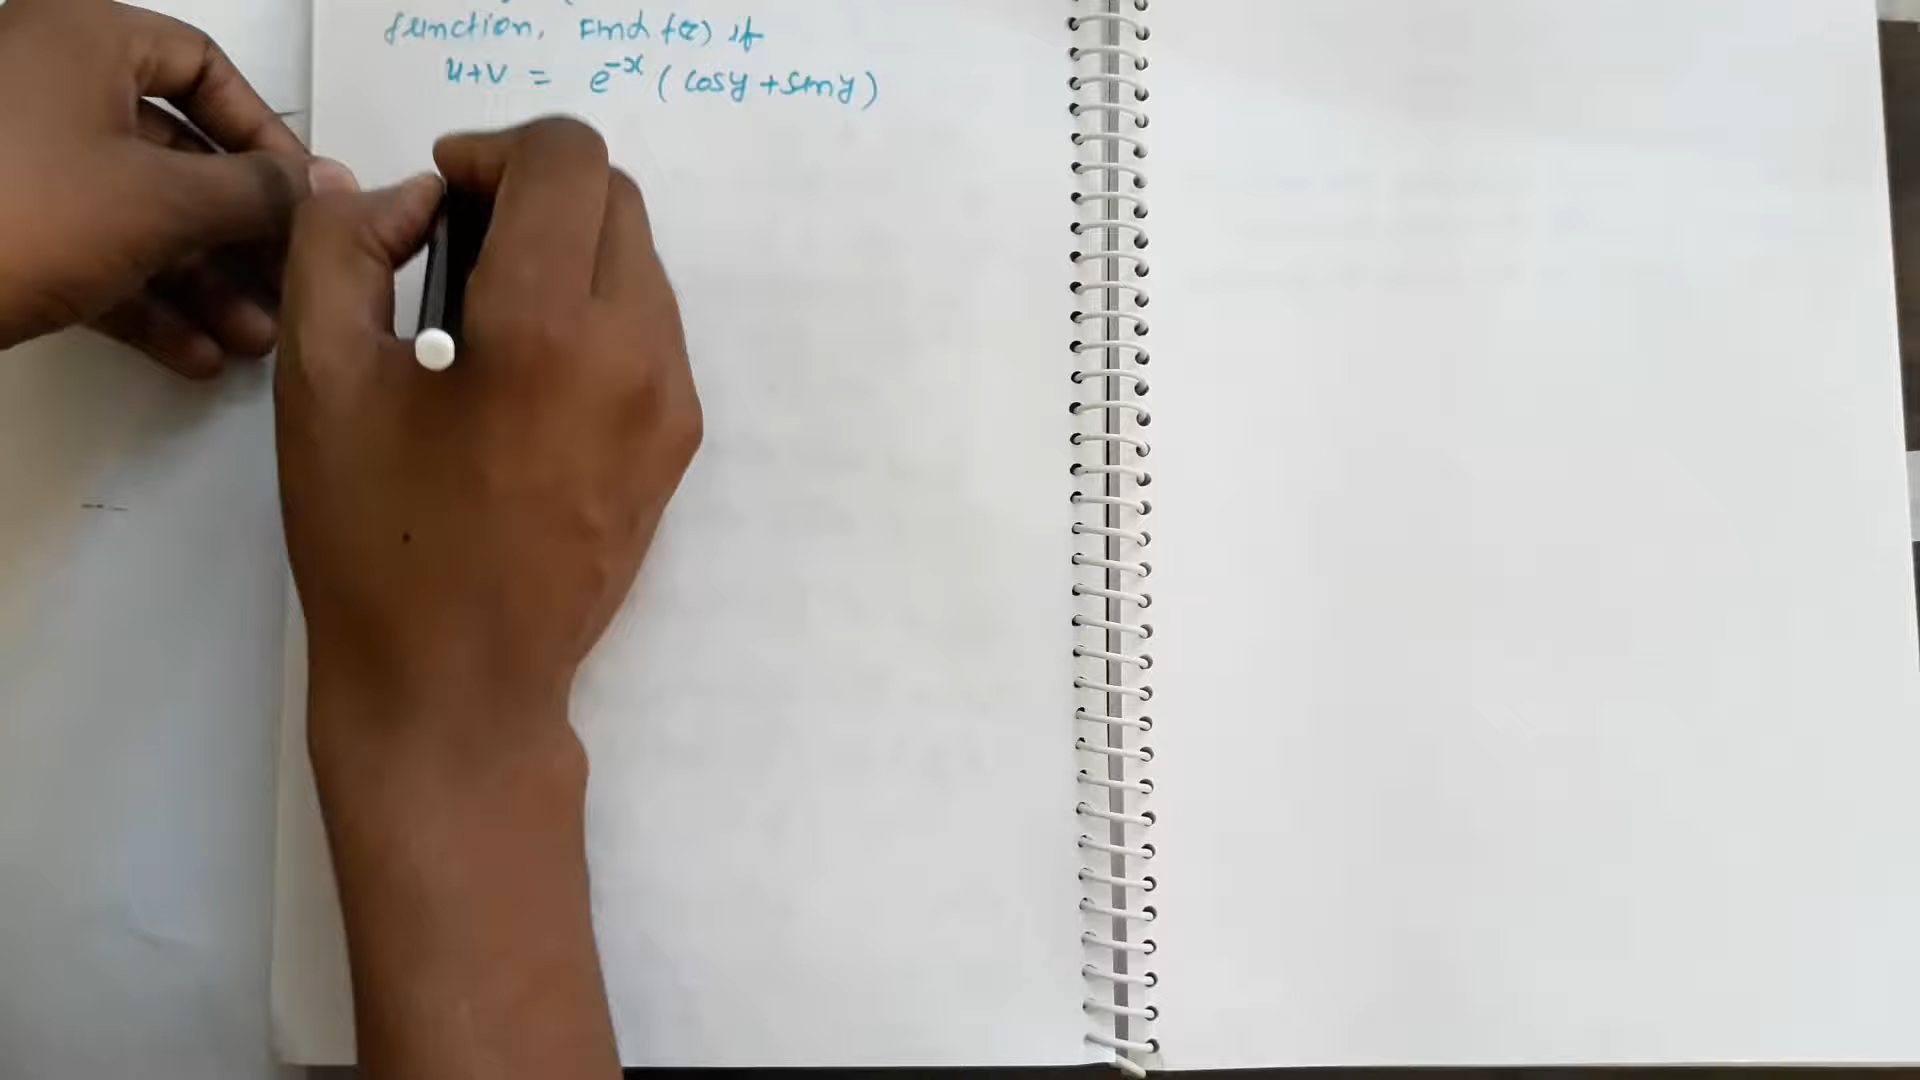 function, Find f(z) if
u+v = e^{-x} (cosy + siny)